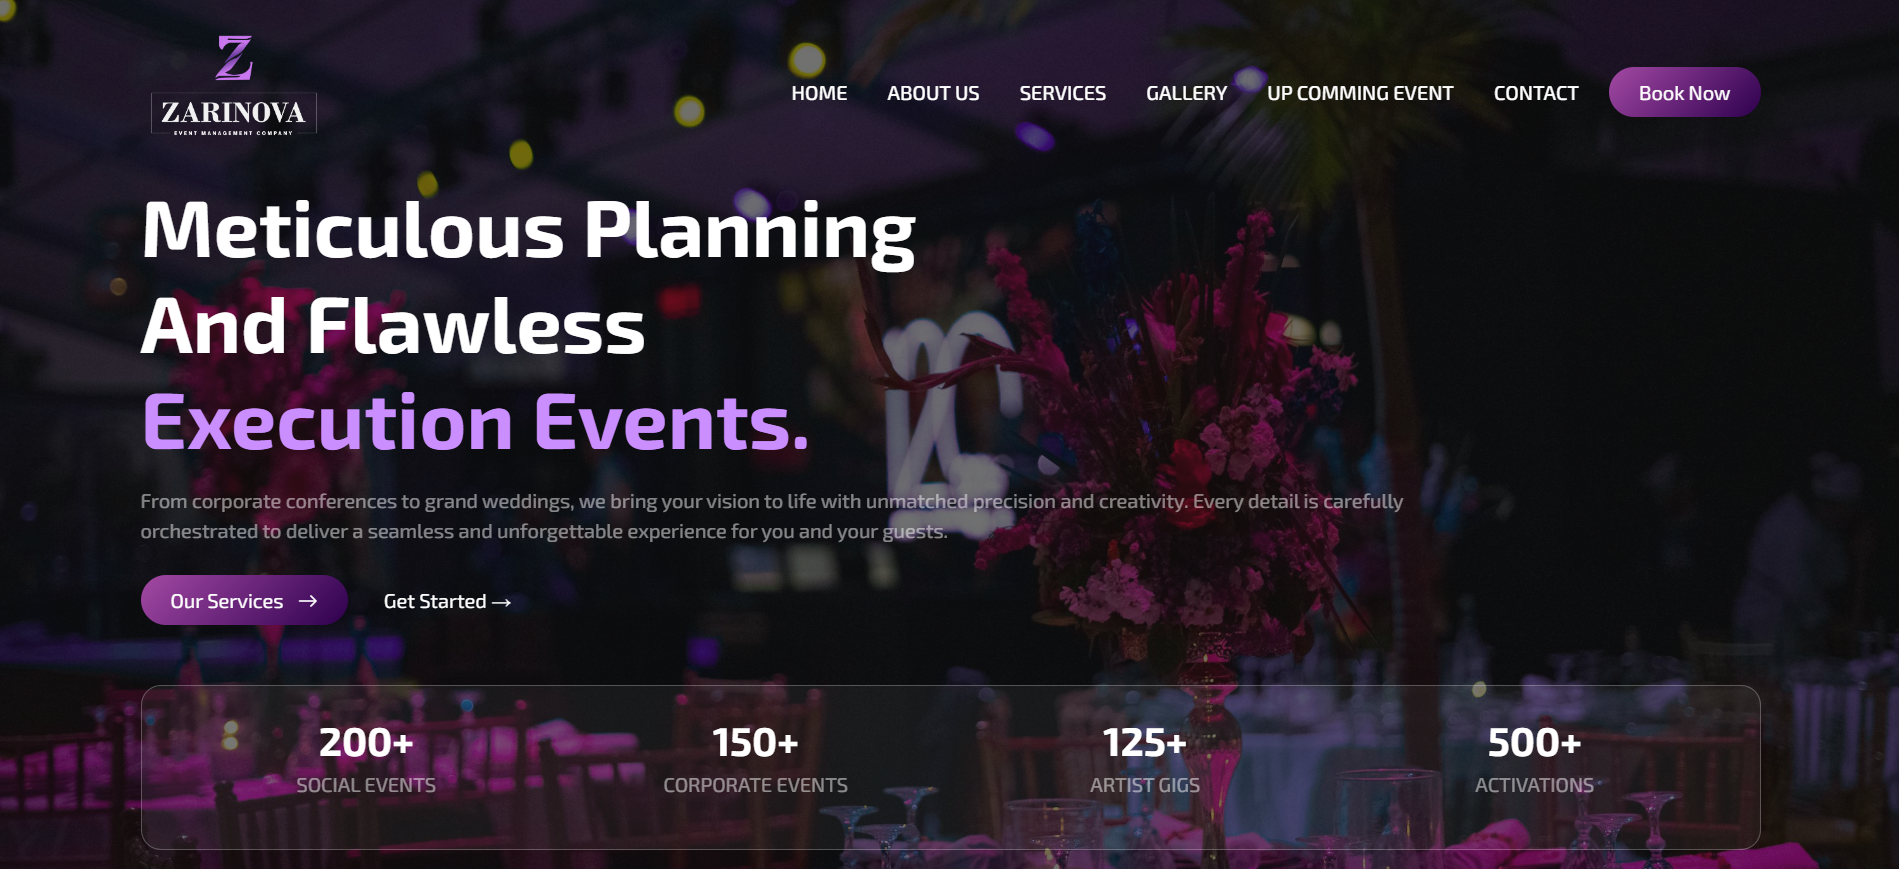 Z
ZARINOVA
EVENT MANAGEMENT COMPANY
HOME
ABOUT US
SERVICES
GALLERY
UP COMMING EVENT
CONTACT
Book Now
Meticulous Planning
And Flawless
Execution Events.
From corporate conferences to grand weddings, we bring your vision to life with unmatched precision and creativity. Every detail is carefully
orchestrated to deliver a seamless and unforgettable experience for you and your guests.
Our Services →
Get Started →
200+
SOCIAL EVENTS
150+
CORPORATE EVENTS
125+
ARTIST GIGS
500+
ACTIVATIONS